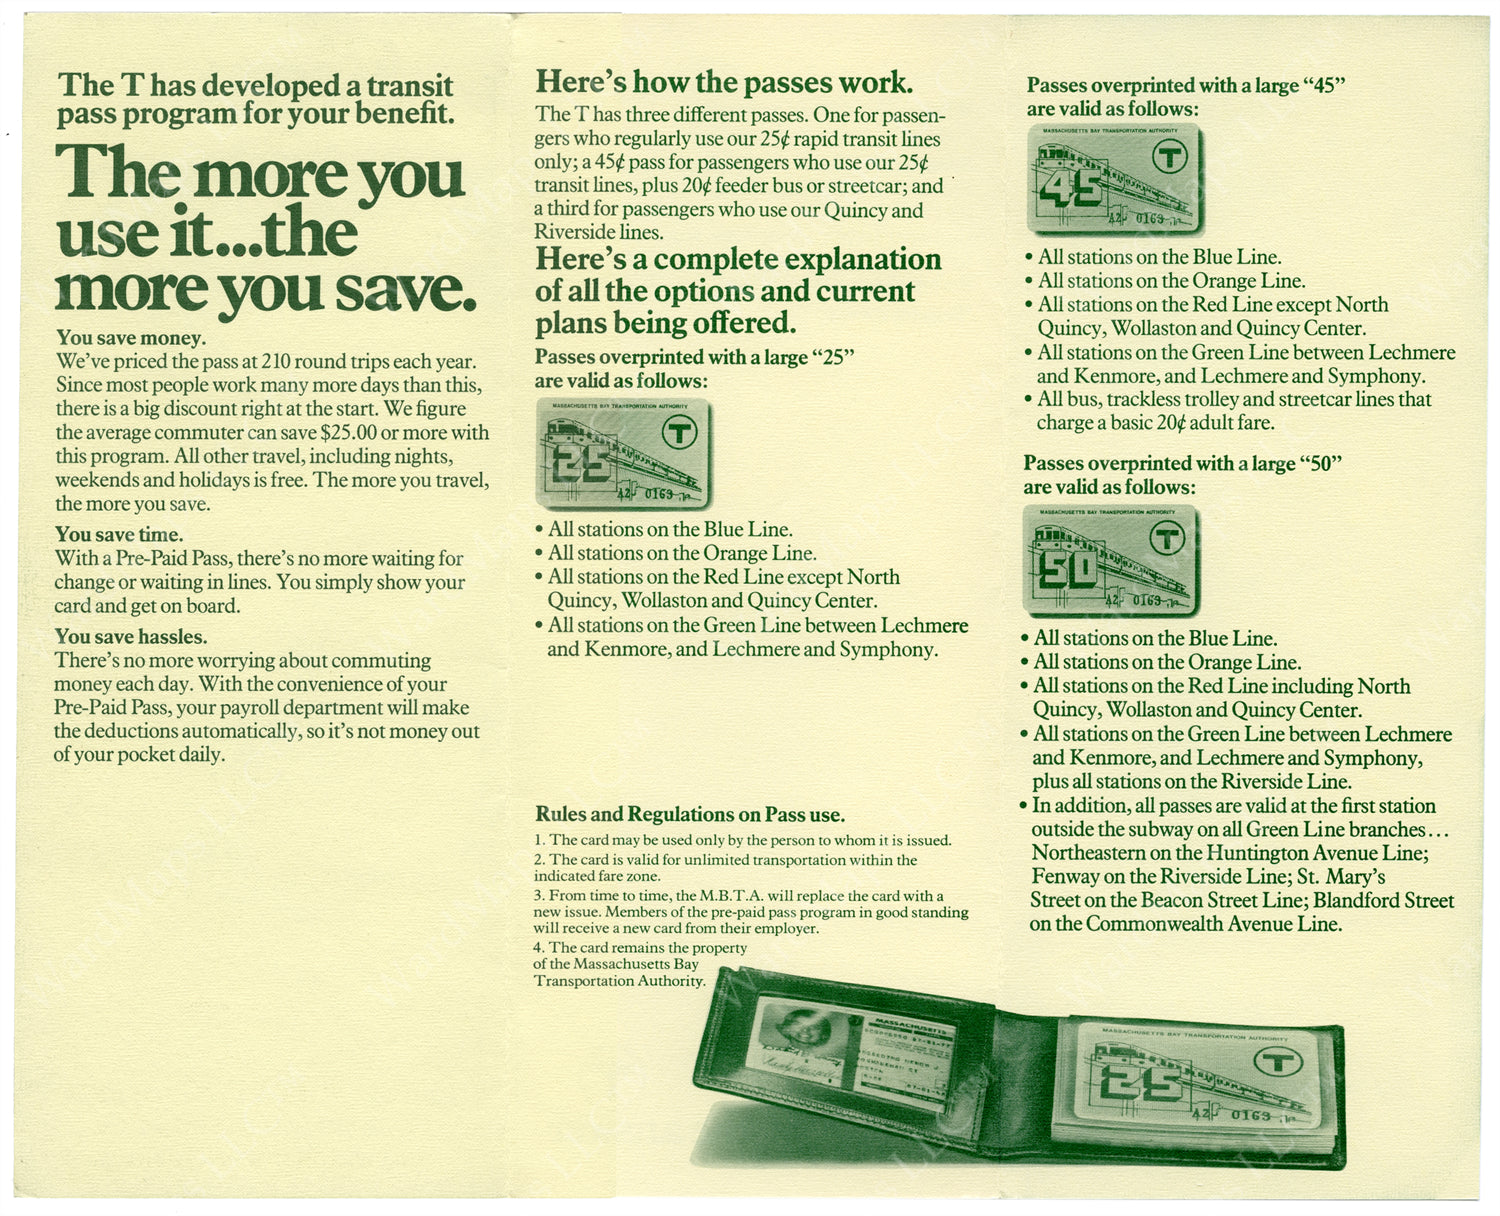 The T has developed a transit
pass program for your benefit.
The more you
use it...the
more you save.
You save money.
We've priced the pass at 210 round trips each year.
Since most people work many more days than this,
there is a big discount right at the start. We figure
the average commuter can save $25.00 or more with
this program. All other travel, including nights,
weekends and holidays is free. The more you travel,
the more you save.
You save time.
With a Pre-Paid Pass, there's no more waiting for
change or waiting in lines. You simply show your
card and get on board.
You save hassles.
There's no more worrying about commuting
money each day. With the convenience of your
Pre-Paid Pass, your payroll department will make
the deductions automatically, so it's not money out
of your pocket daily.
Here's how the passes work.
The T has three different passes. One for passen-
gers who regularly use our 25¢ rapid transit lines
only; a 45¢ pass for passengers who use our 25¢
transit lines, plus 20¢ feeder bus or streetcar; and
a third for passengers who use our Quincy and
Riverside lines.
Here's a complete explanation
of all the options and current
plans being offered.
Passes overprinted with a large “25”
are valid as follows:
MASSACHUSETTS BAY TRANSPORTATION AUTHORITY
T
25
AZ 0163
• All stations on the Blue Line.
• All stations on the Orange Line.
• All stations on the Red Line except North
Quincy, Wollaston and Quincy Center.
• All stations on the Green Line between Lechmere
and Kenmore, and Lechmere and Symphony.
Rules and Regulations on Pass use.
1. The card may be used only by the person to whom it is issued.
2. The card is valid for unlimited transportation within the
indicated fare zone.
3. From time to time, the M.B.T.A. will replace the card with a
new issue. Members of the pre-paid pass program in good standing
will receive a new card from their employer.
4. The card remains the property
of the Massachusetts Bay
Transportation Authority.
Passes overprinted with a large “45”
are valid as follows:
MASSACHUSETTS BAY TRANSPORTATION AUTHORITY
T
45
AZ 0163
• All stations on the Blue Line.
• All stations on the Orange Line.
• All stations on the Red Line except North
Quincy, Wollaston and Quincy Center.
• All stations on the Green Line between Lechmere
and Kenmore, and Lechmere and Symphony.
• All bus, trackless trolley and streetcar lines that
charge a basic 20¢ adult fare.
Passes overprinted with a large “50”
are valid as follows:
MASSACHUSETTS BAY TRANSPORTATION AUTHORITY
T
50
AZ 0163
• All stations on the Blue Line.
• All stations on the Orange Line.
• All stations on the Red Line including North
Quincy, Wollaston and Quincy Center.
• All stations on the Green Line between Lechmere
and Kenmore, and Lechmere and Symphony,
plus all stations on the Riverside Line.
• In addition, all passes are valid at the first station
outside the subway on all Green Line branches...
Northeastern on the Huntington Avenue Line;
Fenway on the Riverside Line; St. Mary's
Street on the Beacon Street Line; Blandford Street
on the Commonwealth Avenue Line.
MASSACHUSETTS
MASSACHUSETTS BAY TRANSPORTATION AUTHORITY
T
25
AZ 0163